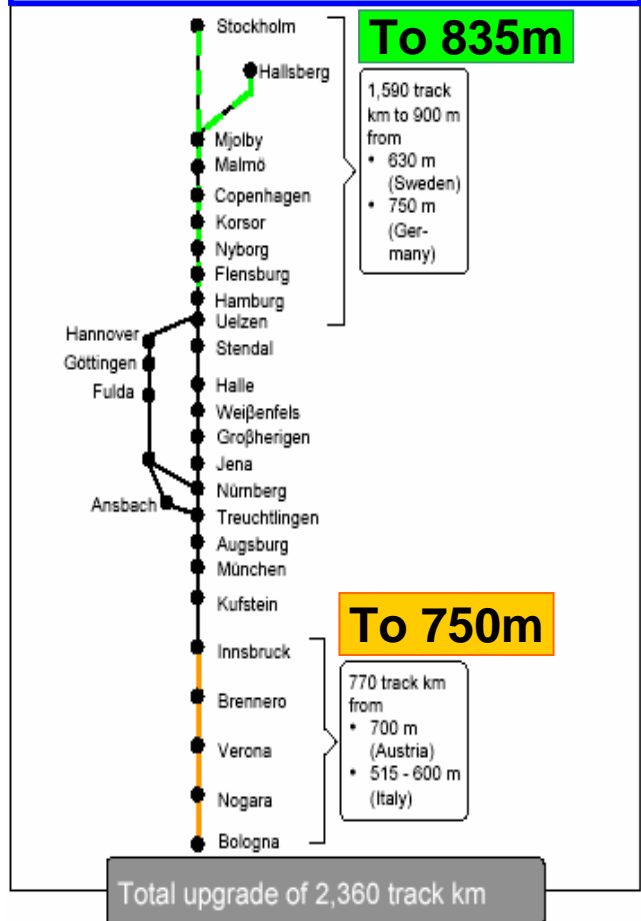 Stockholm
To 835m
Hallsberg
1,590 track
km to 900 m
from
• 630 m
(Sweden)
• 750 m
(Ger-
many)
Mjolby
Malmö
Copenhagen
Korsor
Nyborg
Flensburg
Hamburg
Uelzen
Hannover
Stendal
Göttingen
Fulda
Halle
Weiβenfels
Groβherigen
Jena
Nürnberg
Ansbach
Treuchtlingen
Augsburg
München
Kufstein
To 750m
Innsbruck
770 track km
from
• 700 m
(Austria)
• 515 - 600 m
(Italy)
Brennero
Verona
Nogara
Bologna
Total upgrade of 2,360 track km